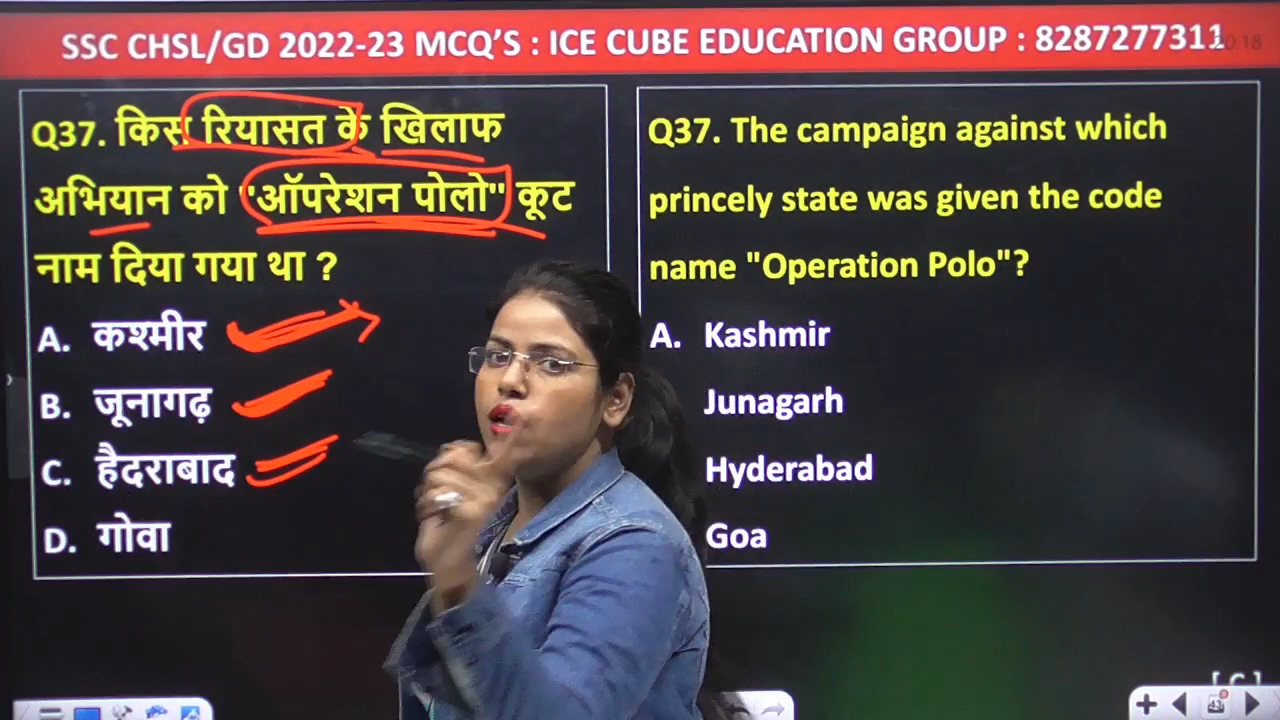 SSC CHSL/GD 2022-23 MCQ'S : ICE CUBE EDUCATION GROUP : 8287277311
Q37. किस रियासत के खिलाफ
अभियान को "ऑपरेशन पोलो" कूट
नाम दिया गया था ?
A. कश्मीर
B. जूनागढ़
C. हैदराबाद
D. गोवा
Q37. The campaign against which
princely state was given the code
name "Operation Polo"?
A. Kashmir
Junagarh
Hyderabad
Goa
43